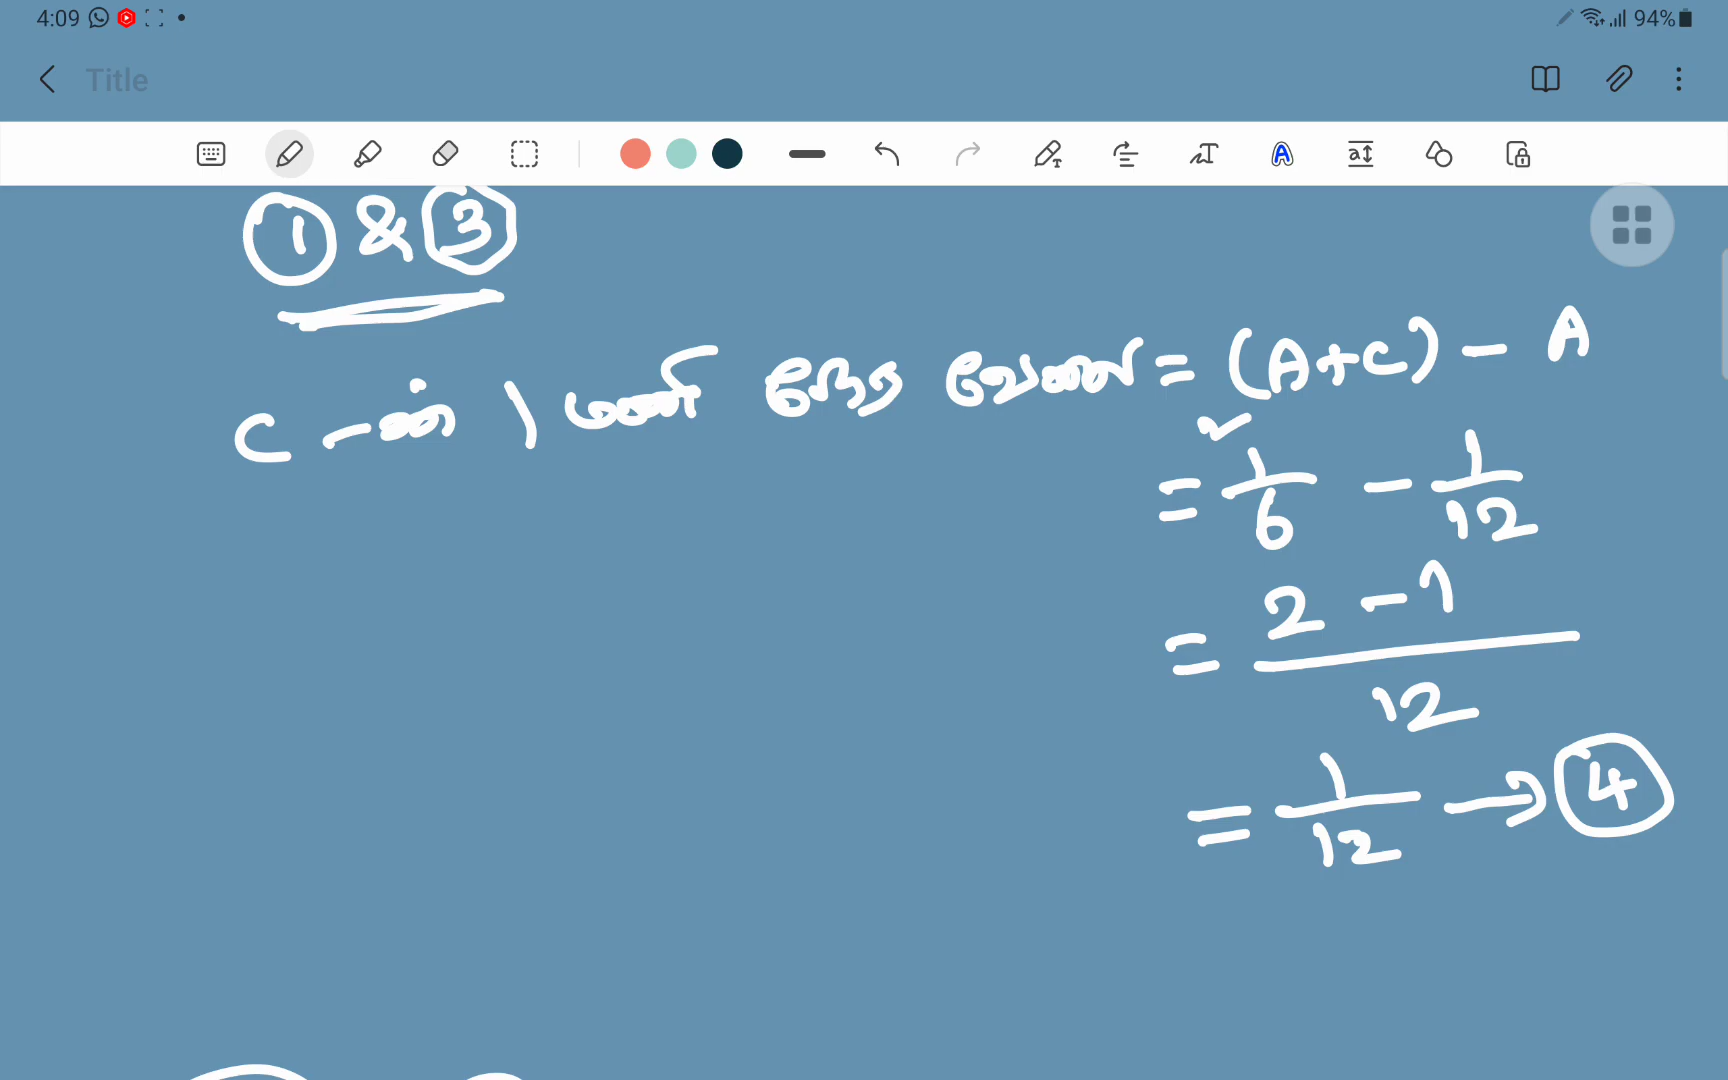 4:09 94%
Title
① & ③
C - ன் 1 மணி நேர வேலை = (A+C) - A
= 1/6 - 1/12
= 2 - 1 / 12
= 1/12 → ④